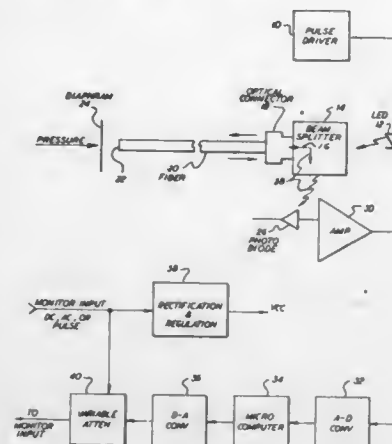 10
PULSE
DRIVER
DIAPHRAM
24
OPTICAL
CONNECTOR
18
14
BEAM
SPLITTER
16
LED
12
PRESSURE
22
20
FIBER
28
26
PHOTO
DIODE
30
AMP
38
MONITOR INPUT
DC, AC, OR
PULSE
RECTIFICATION
& REGULATION
VCC
40
36
34
32
TO
MONITOR
INPUT
VARIABLE
ATTEN
D-A
CONV
MICRO
COMPUTER
A-D
CONV